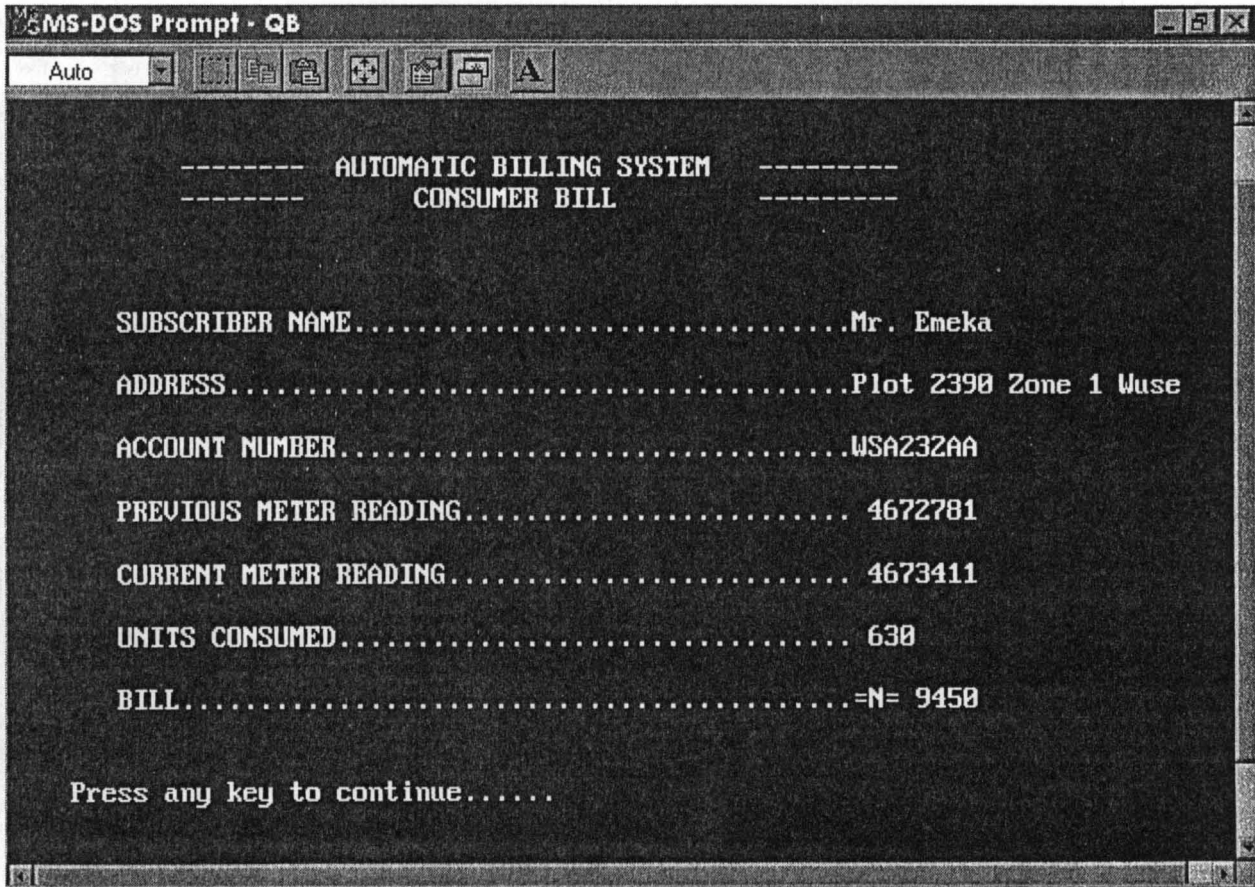 MS-DOS Prompt - QB
Auto
A
-------- AUTOMATIC BILLING SYSTEM ---------
-------- CONSUMER BILL ---------
SUBSCRIBER NAME................................Mr. Emeka
ADDRESS........................................Plot 2390 Zone 1 Wuse
ACCOUNT NUMBER.................................WSA232AA
PREVIOUS METER READING......................... 4672781
CURRENT METER READING.......................... 4673411
UNITS CONSUMED................................. 630
BILL...........................................=N= 9450
Press any key to continue......